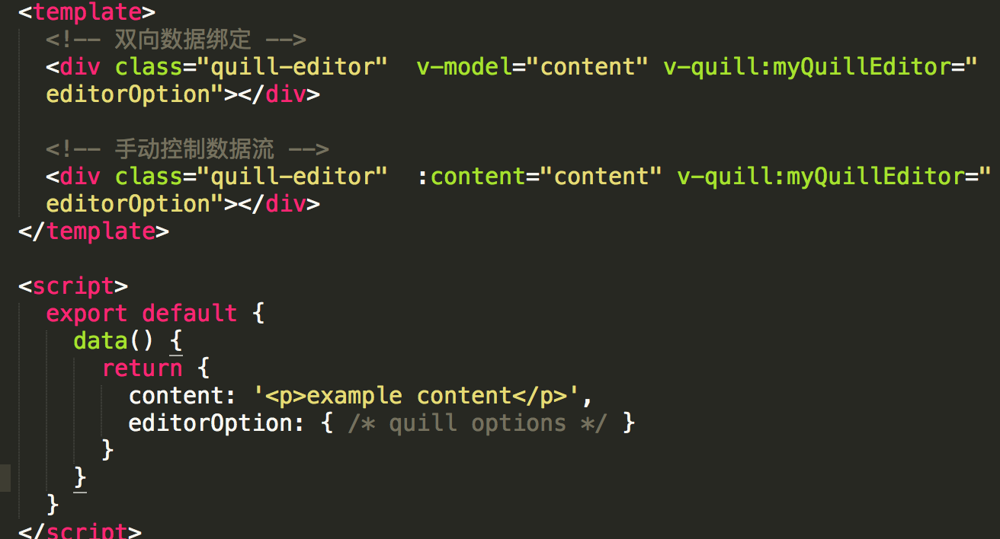 <template>
  <!-- 双向数据绑定 -->
  <div class="quill-editor"  v-model="content" v-quill:myQuillEditor="
  editorOption"></div>

  <!-- 手动控制数据流 -->
  <div class="quill-editor"  :content="content" v-quill:myQuillEditor="
  editorOption"></div>
</template>

<script>
  export default {
    data() {
      return {
        content: '<p>example content</p>',
        editorOption: { /* quill options */ }
      }
    }
  }
</script>